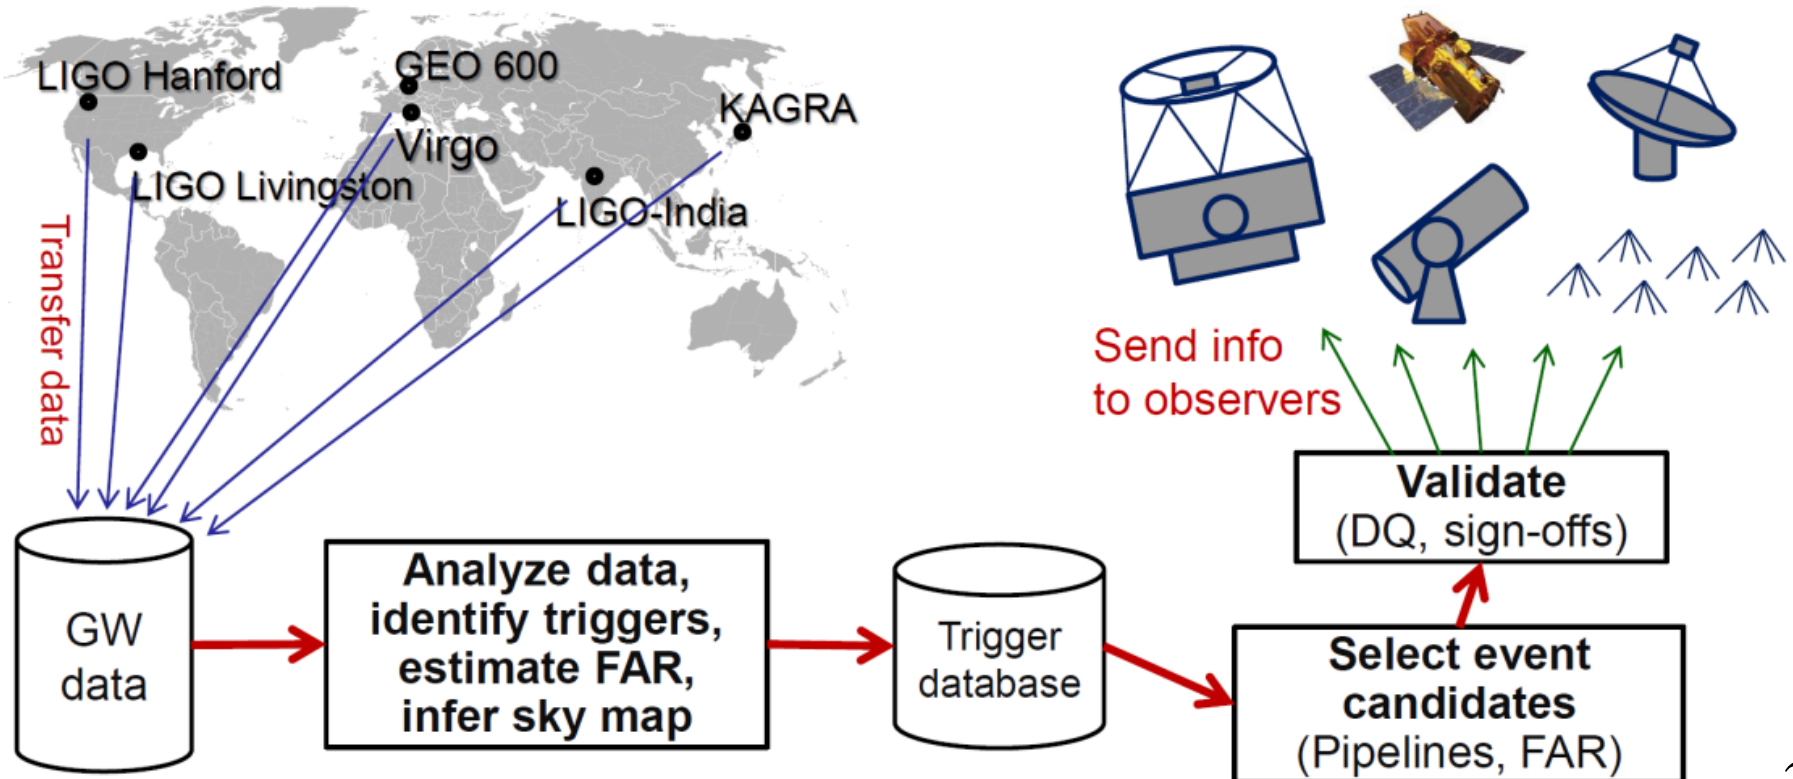 LIGO Hanford
GEO 600
KAGRA
Virgo
LIGO Livingston
LIGO-India
Transfer data
Send info
to observers
Validate
(DQ, sign-offs)
GW
data
Analyze data,
identify triggers,
estimate FAR,
infer sky map
Trigger
database
Select event
candidates
(Pipelines, FAR)